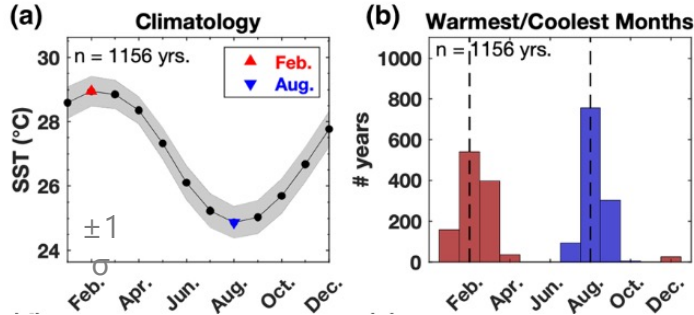 (a) Climatology
n = 1156 yrs.
Feb.
Aug.
SST (°C)
30
28
26
24
±1
σ
Feb. Apr. Jun. Aug. Oct. Dec.
(b) Warmest/Coolest Months
n = 1156 yrs.
# years
1000
800
600
400
200
0
Feb. Apr. Jun. Aug. Oct. Dec.